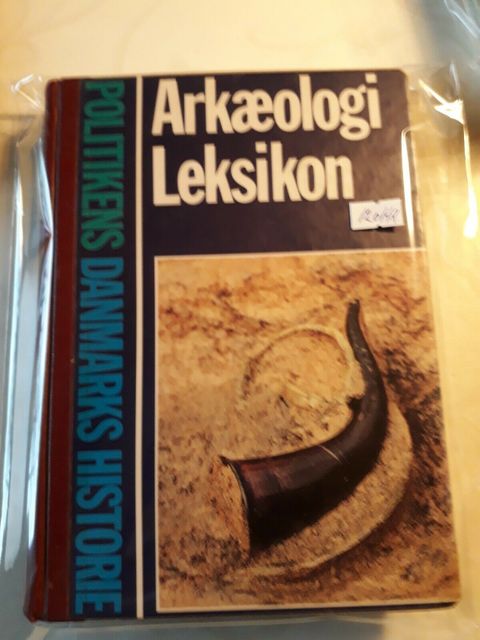 Arkæologi
Leksikon
POLITIKENS DANMARKS HISTORIE